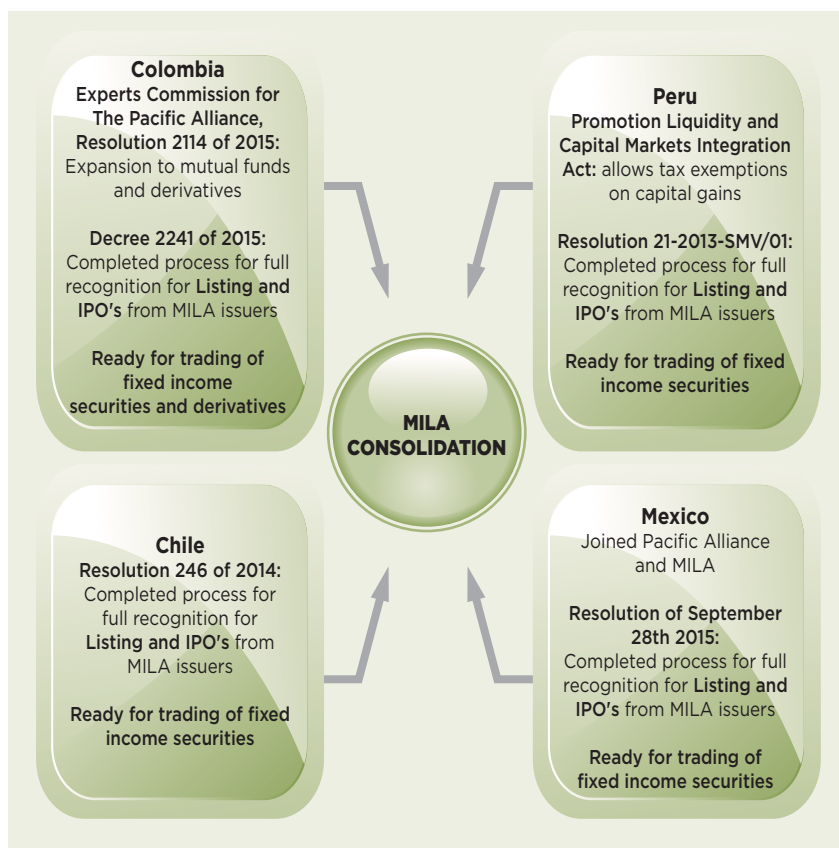 Colombia
Experts Commission for
The Pacific Alliance,
Resolution 2114 of 2015:
Expansion to mutual funds
and derivatives
Decree 2241 of 2015:
Completed process for full
recognition for Listing and
IPO's from MILA issuers
Ready for trading of
fixed income
securities and derivatives
Peru
Promotion Liquidity and
Capital Markets Integration
Act: allows tax exemptions
on capital gains
Resolution 21-2013-SMV/01:
Completed process for full
recognition for Listing and
IPO's from MILA issuers
Ready for trading of fixed
income securities
MILA
CONSOLIDATION
Chile
Resolution 246 of 2014:
Completed process for
full recognition for
Listing and IPO's from
MILA issuers
Ready for trading of fixed
income securities
Mexico
Joined Pacific Alliance
and MILA
Resolution of September
28th 2015:
Completed process for full
recognition for Listing and
IPO's from MILA issuers
Ready for trading of
fixed income securities